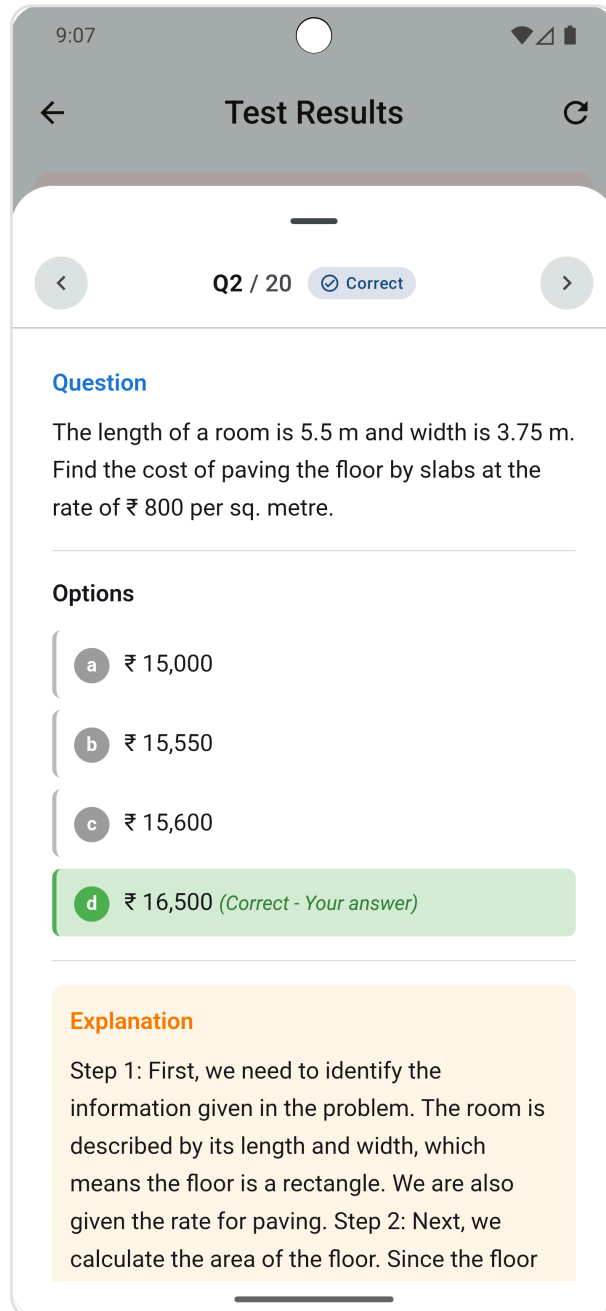 9:07
Test Results
Q2 / 20 Correct
Question
The length of a room is 5.5 m and width is 3.75 m.
Find the cost of paving the floor by slabs at the
rate of ₹ 800 per sq. metre.
Options
a ₹ 15,000
b ₹ 15,550
c ₹ 15,600
d ₹ 16,500 (Correct - Your answer)
Explanation
Step 1: First, we need to identify the
information given in the problem. The room is
described by its length and width, which
means the floor is a rectangle. We are also
given the rate for paving. Step 2: Next, we
calculate the area of the floor. Since the floor